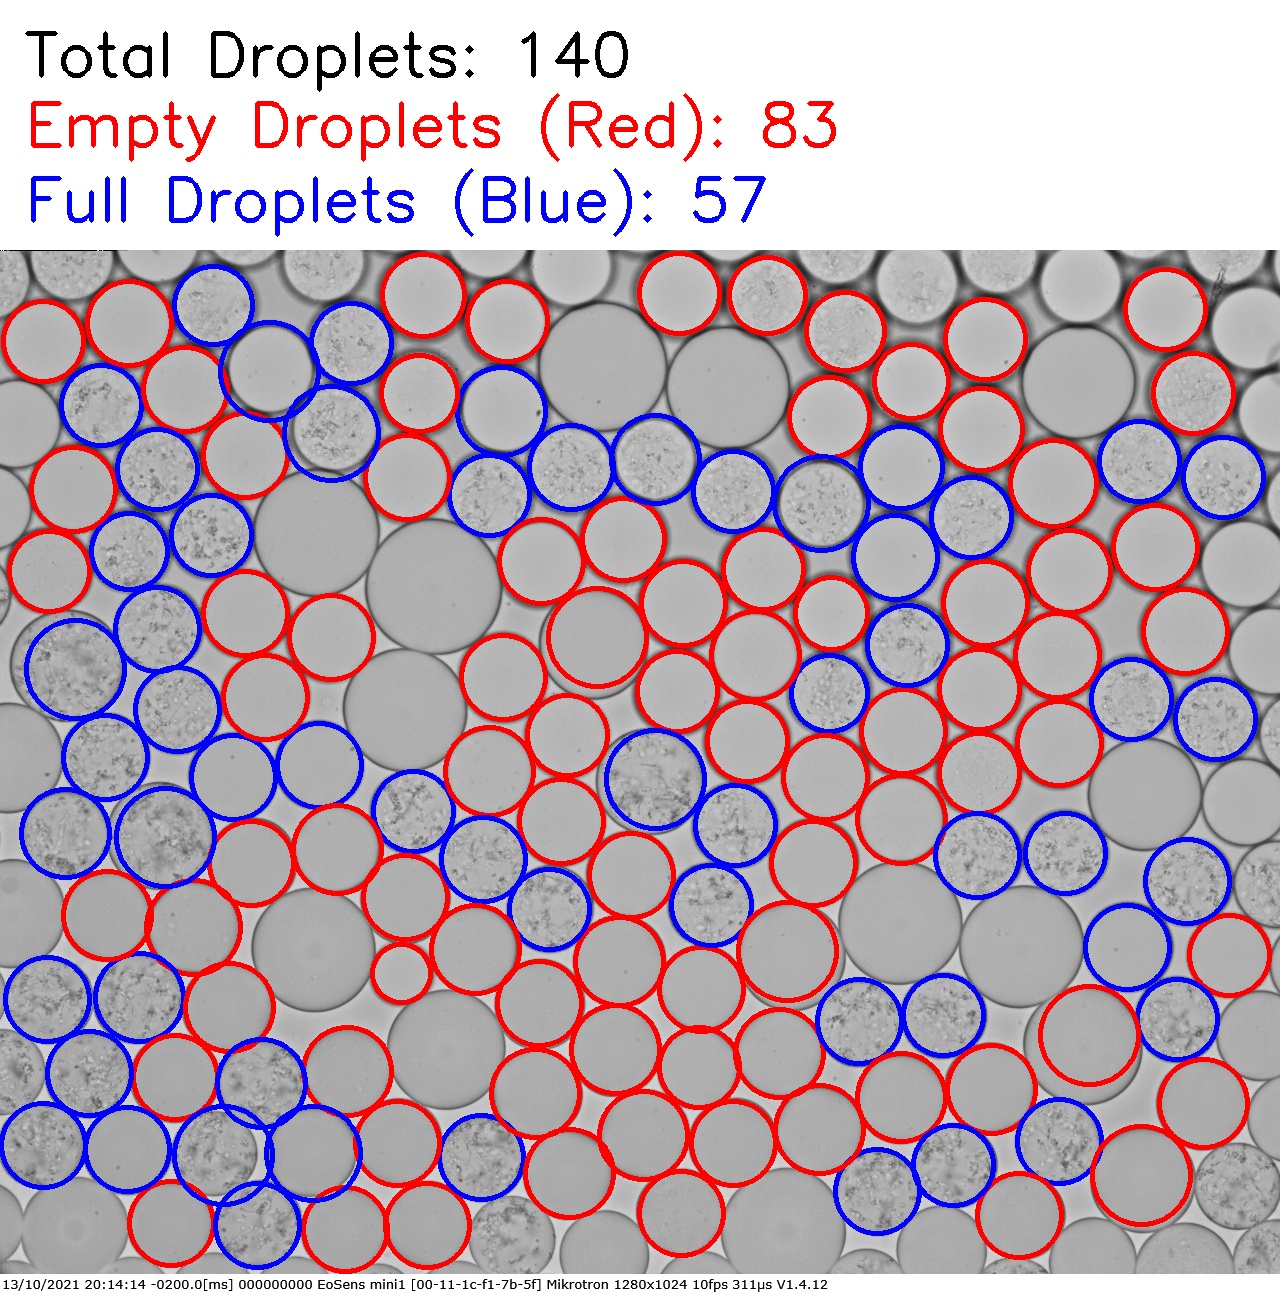 Total Droplets: 140
Empty Droplets (Red): 83
Full Droplets (Blue): 57
13/10/2021 20:14:14 -0200.0[ms] 000000000 EoSens mini1 [00-11-1c-f1-7b-5f] Mikrotron 1280x1024 10fps 311µs V1.4.12